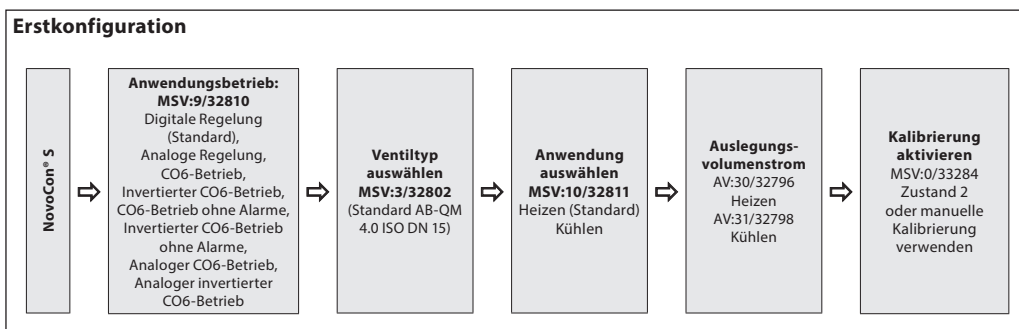 Erstkonfiguration
NovoCon® S
Anwendungsbetrieb:
MSV:9/32810
Digitale Regelung
(Standard),
Analoge Regelung,
CO6-Betrieb,
Invertierter CO6-Betrieb,
CO6-Betrieb ohne Alarme,
Invertierter CO6-Betrieb
ohne Alarme,
Analoger CO6-Betrieb,
Analoger invertierter
CO6-Betrieb
Ventiltyp
auswählen
MSV:3/32802
(Standard AB-QM
4.0 ISO DN 15)
Anwendung
auswählen
MSV:10/32811
Heizen (Standard)
Kühlen
Auslegungs-
volumenstrom
AV:30/32796
Heizen
AV:31/32798
Kühlen
Kalibrierung
aktivieren
MSV:0/33284
Zustand 2
oder manuelle
Kalibrierung
verwenden